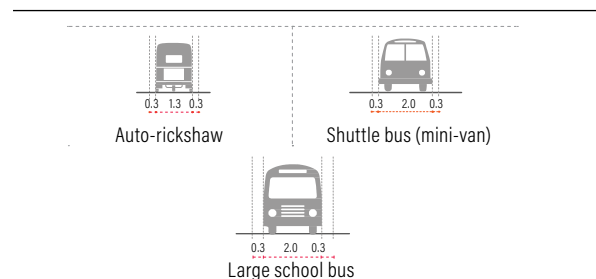 0.3 1.3 0.3
Auto-rickshaw
0.3 2.0 0.3
Shuttle bus (mini-van)
0.3 2.0 0.3
Large school bus